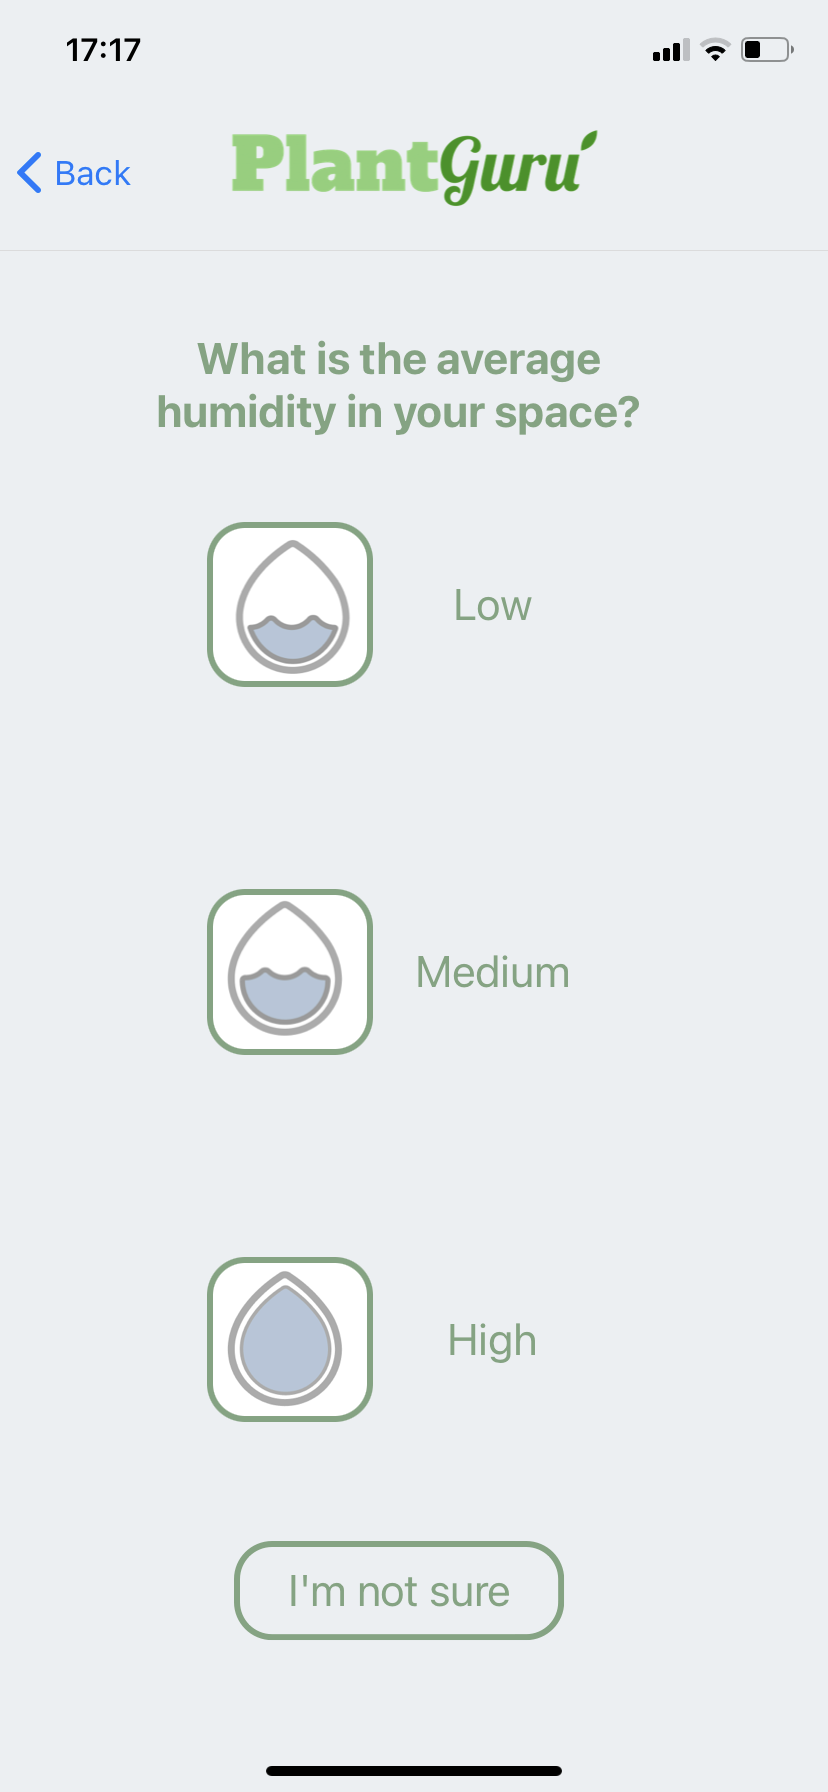 17:17
Back
PlantGuru
What is the average
humidity in your space?
Low
Medium
High
I'm not sure